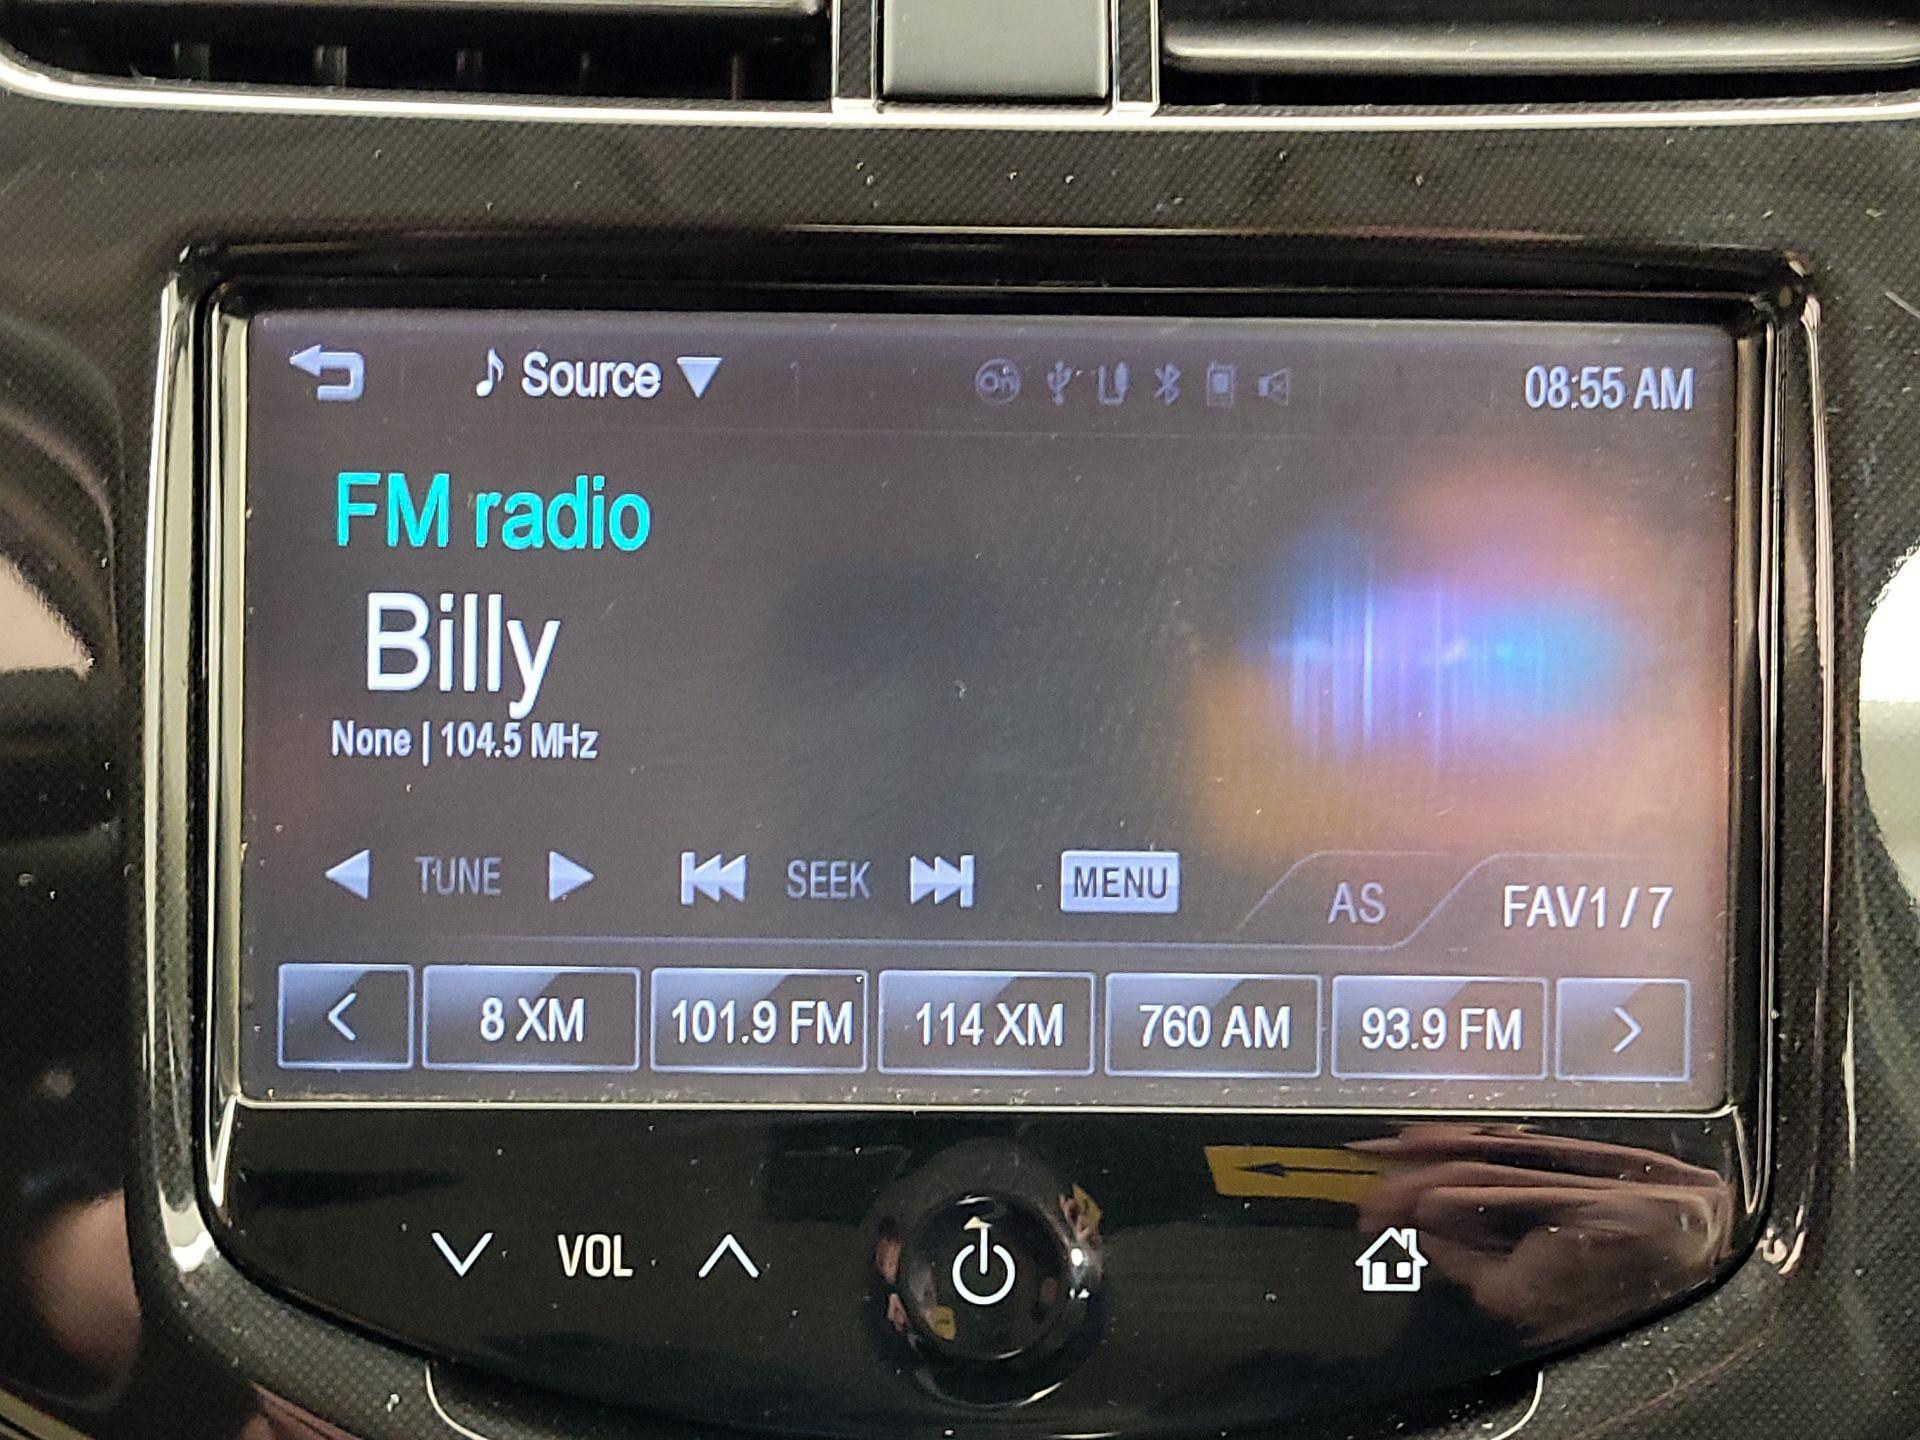 Source
08:55 AM
FM radio
Billy
None | 104.5 MHz
TUNE SEEK MENU AS FAV1 / 7
< 8 XM 101.9 FM 114 XM 760 AM 93.9 FM >
VOL